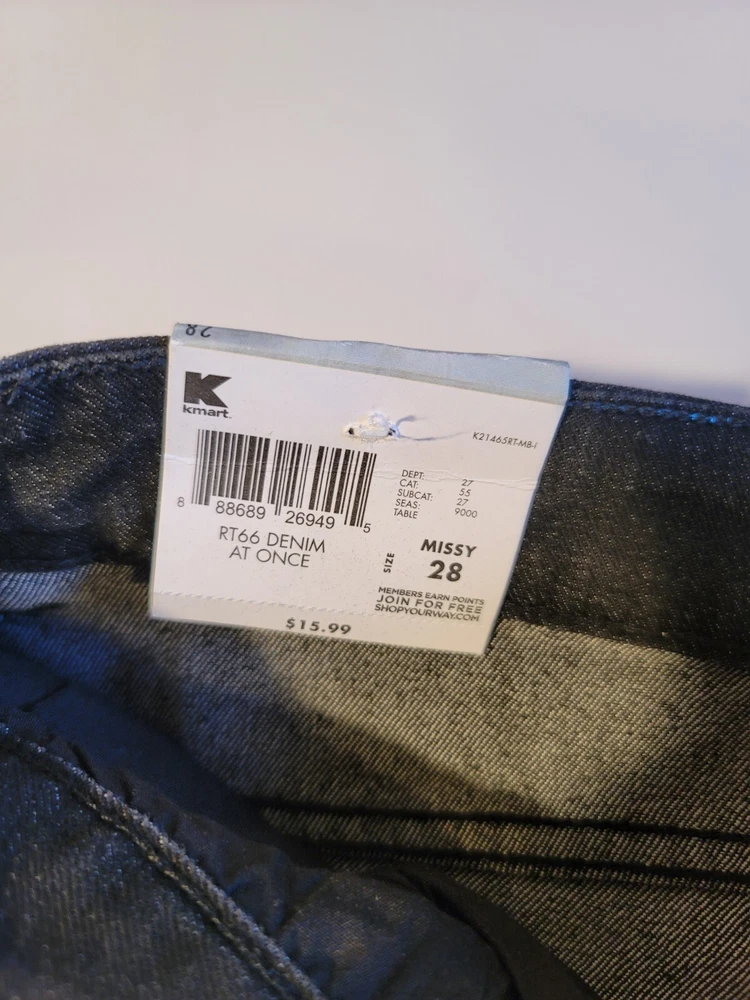 28
K
kmart
K21465RT-MB-I
8 88689 26949 5
DEPT: 27
CAT: 55
SUBCAT: 27
SEAS: 9000
TABLE
RT66 DENIM
AT ONCE
SIZE
MISSY
28
MEMBERS EARN POINTS
JOIN FOR FREE
SHOPYOURWAY.COM
$15.99